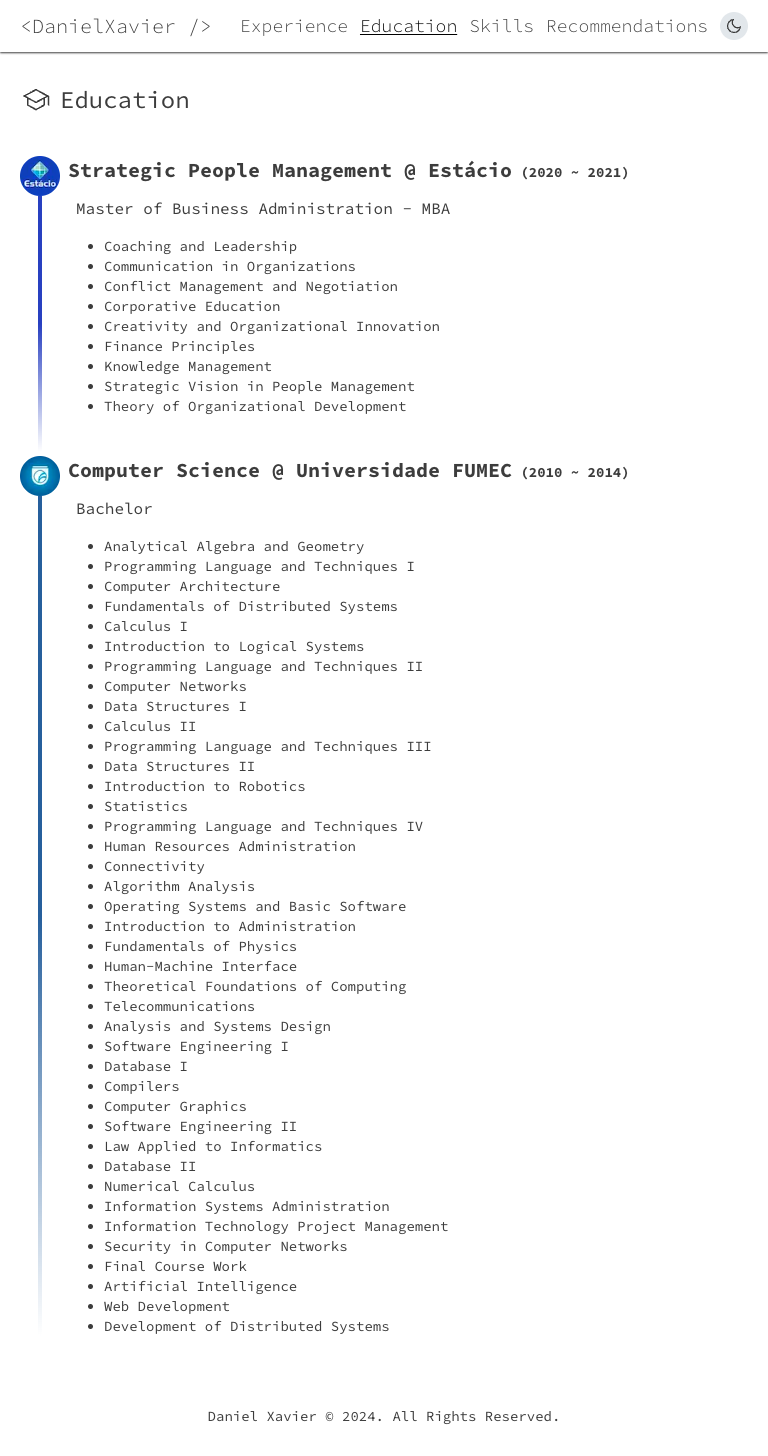 <DanielXavier />
Experience Education Skills Recommendations
Education
Estácio
Strategic People Management @ Estácio (2020 ~ 2021)
Master of Business Administration - MBA
• Coaching and Leadership
• Communication in Organizations
• Conflict Management and Negotiation
• Corporative Education
• Creativity and Organizational Innovation
• Finance Principles
• Knowledge Management
• Strategic Vision in People Management
• Theory of Organizational Development
Computer Science @ Universidade FUMEC (2010 ~ 2014)
Bachelor
• Analytical Algebra and Geometry
• Programming Language and Techniques I
• Computer Architecture
• Fundamentals of Distributed Systems
• Calculus I
• Introduction to Logical Systems
• Programming Language and Techniques II
• Computer Networks
• Data Structures I
• Calculus II
• Programming Language and Techniques III
• Data Structures II
• Introduction to Robotics
• Statistics
• Programming Language and Techniques IV
• Human Resources Administration
• Connectivity
• Algorithm Analysis
• Operating Systems and Basic Software
• Introduction to Administration
• Fundamentals of Physics
• Human-Machine Interface
• Theoretical Foundations of Computing
• Telecommunications
• Analysis and Systems Design
• Software Engineering I
• Database I
• Compilers
• Computer Graphics
• Software Engineering II
• Law Applied to Informatics
• Database II
• Numerical Calculus
• Information Systems Administration
• Information Technology Project Management
• Security in Computer Networks
• Final Course Work
• Artificial Intelligence
• Web Development
• Development of Distributed Systems
Daniel Xavier © 2024. All Rights Reserved.